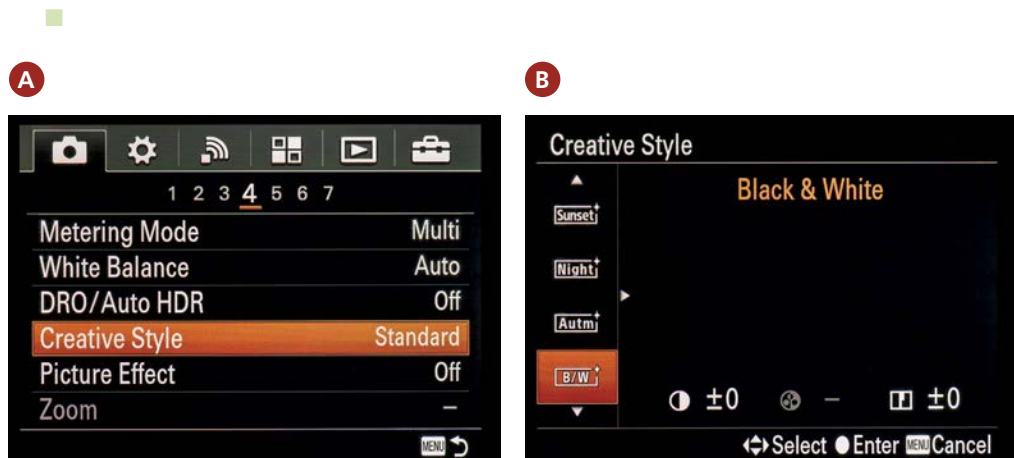 A
1 2 3 4 5 6 7
Metering Mode Multi
White Balance Auto
DRO/Auto HDR Off
Creative Style Standard
Picture Effect Off
Zoom –
MENU
B
Creative Style
Black & White
Sunset
Night
Autm
B/W
±0 – ±0
Select Enter MENU Cancel